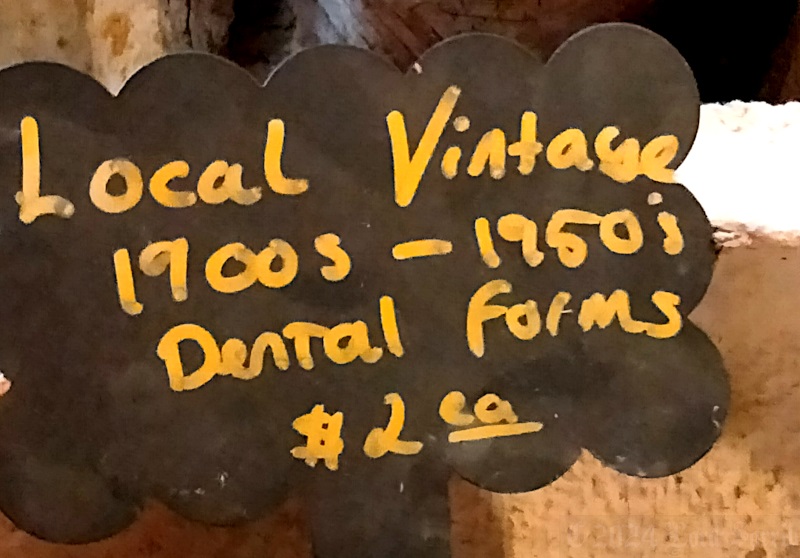 Local Vintage
1900s - 1950's
Dental forms
$2 ea